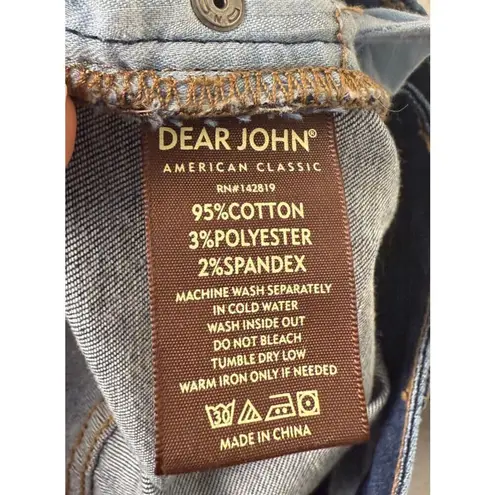 DEAR JOHN®
AMERICAN CLASSIC
RN#142819
95%COTTON
3%POLYESTER
2%SPANDEX
MACHINE WASH SEPARATELY
IN COLD WATER
WASH INSIDE OUT
DO NOT BLEACH
TUMBLE DRY LOW
WARM IRON ONLY IF NEEDED
30
MADE IN CHINA